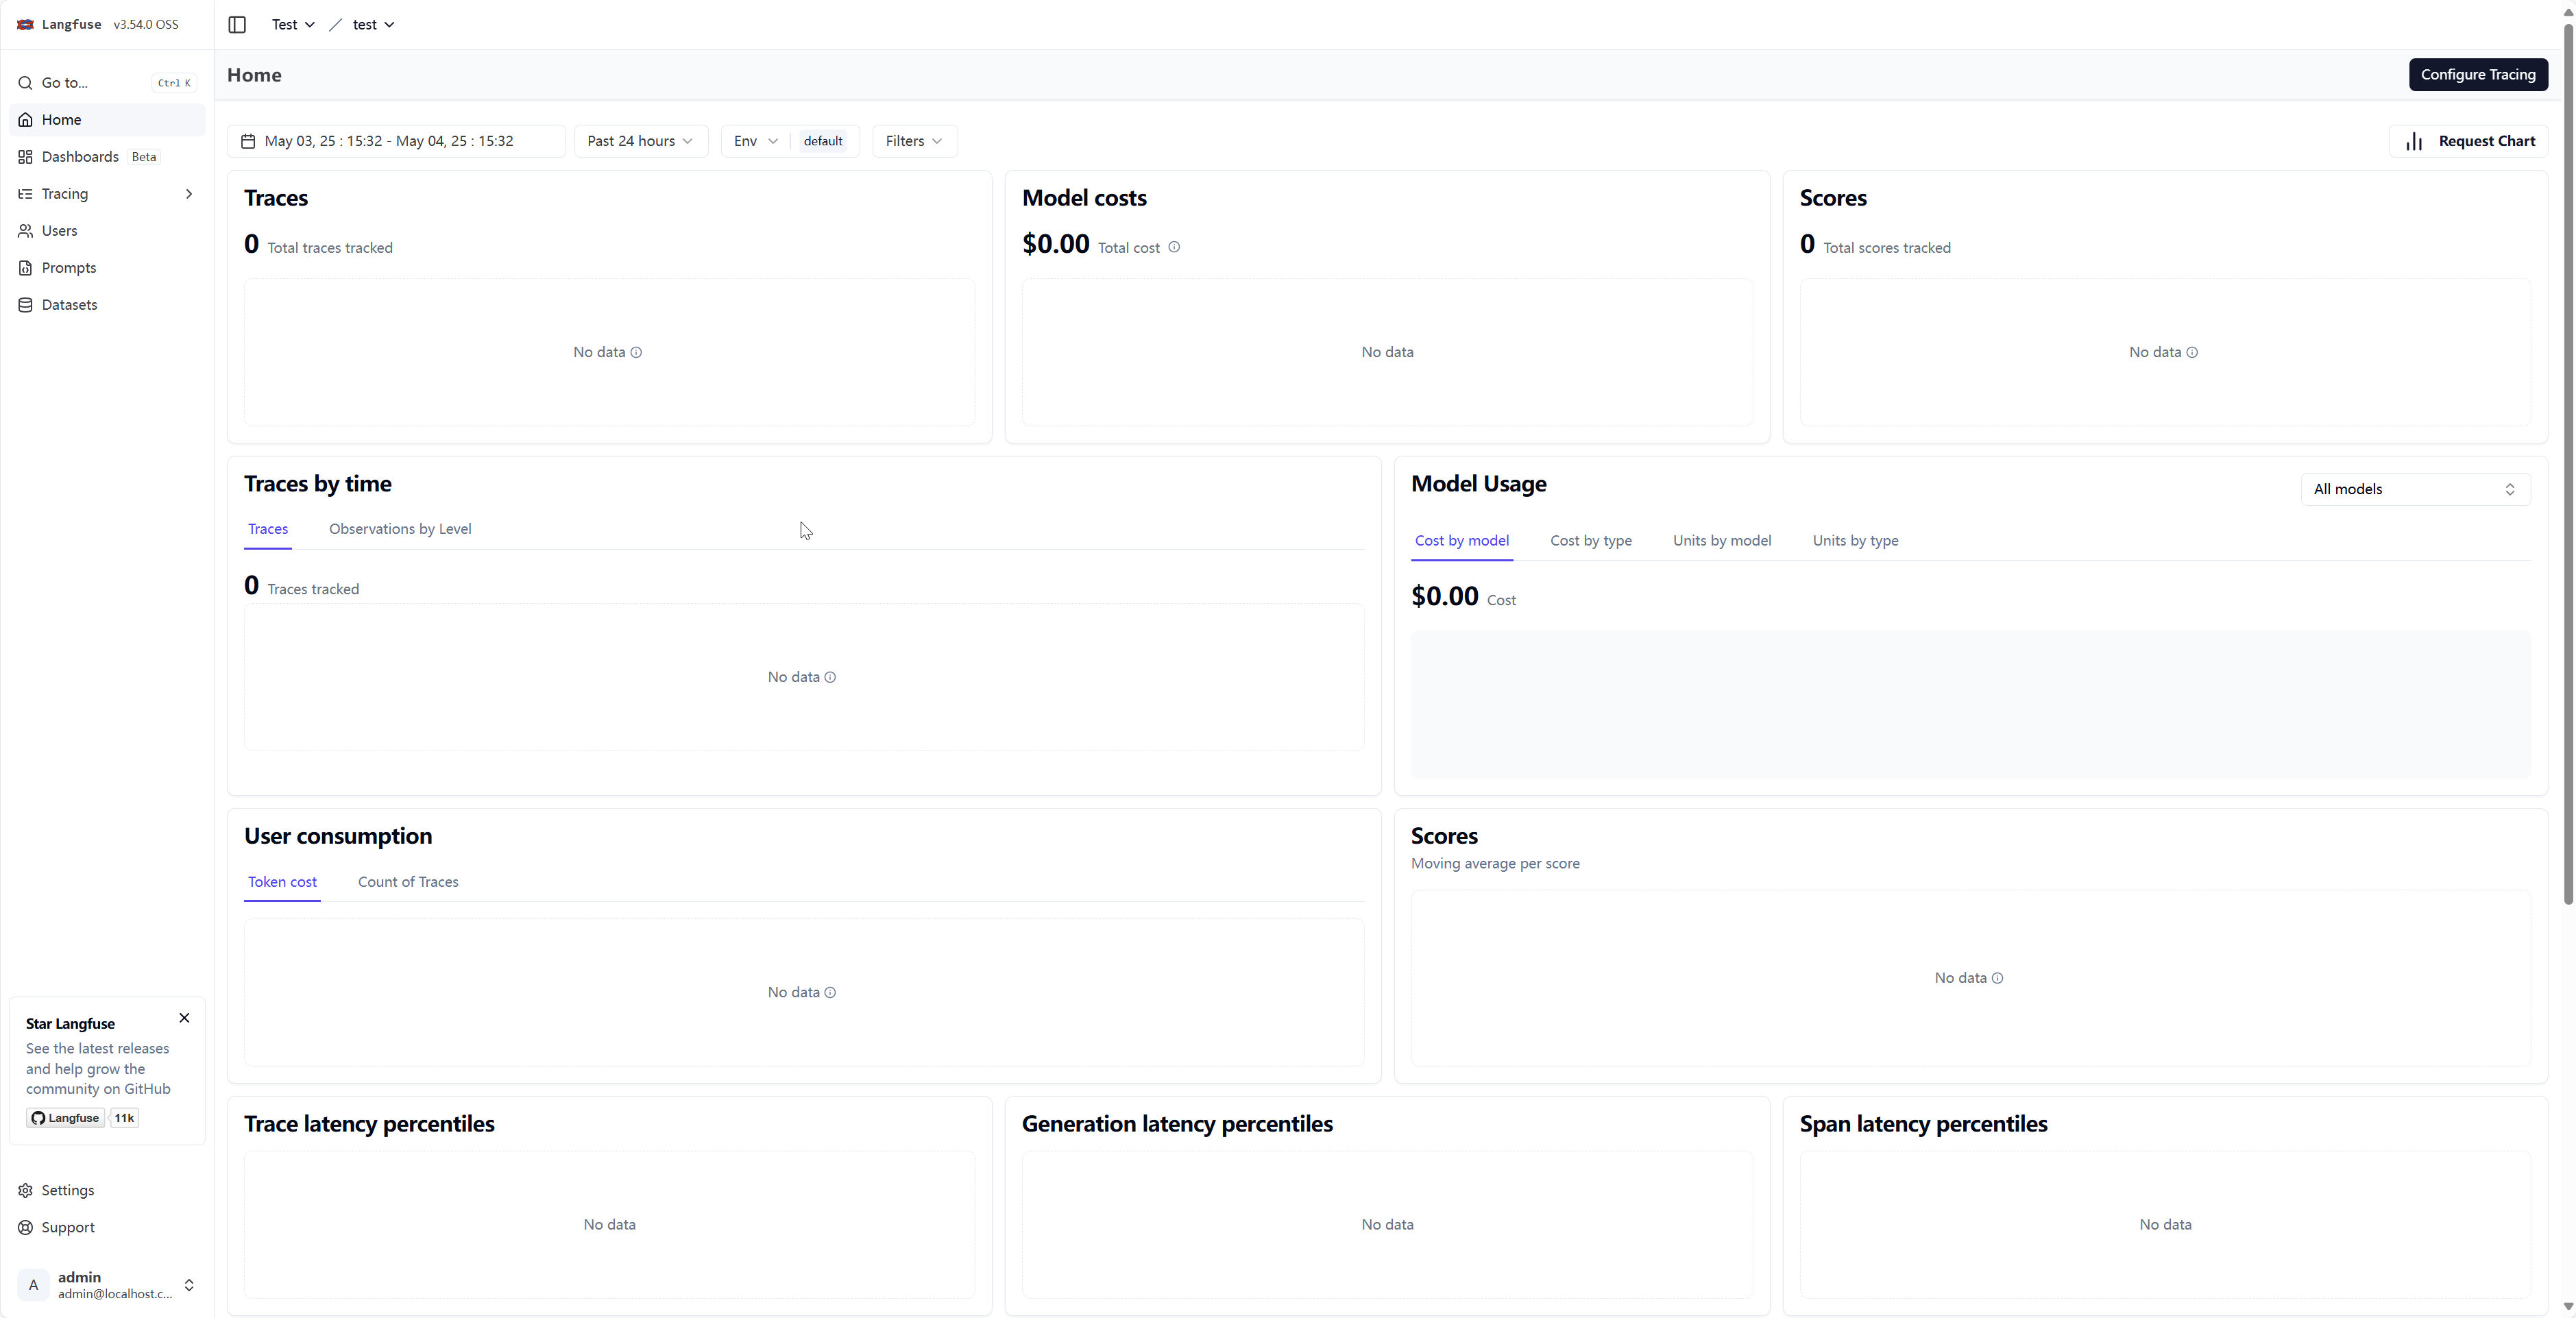 Langfuse v3.54.0 OSS
Test / test
Go to... Ctrl K
Home
Dashboards Beta
Tracing
Users
Prompts
Datasets
Star Langfuse
See the latest releases
and help grow the
community on GitHub
Langfuse 11k
Settings
Support
A
admin
admin@localhost.c...
Home
Configure Tracing
May 03, 25 : 15:32 - May 04, 25 : 15:32
Past 24 hours
Env default
Filters
Request Chart
Traces
0 Total traces tracked
No data
Model costs
$0.00 Total cost
No data
Scores
0 Total scores tracked
No data
Traces by time
Traces Observations by Level
0 Traces tracked
No data
Model Usage
All models
Cost by model Cost by type Units by model Units by type
$0.00 Cost
User consumption
Token cost Count of Traces
No data
Scores
Moving average per score
No data
Trace latency percentiles
No data
Generation latency percentiles
No data
Span latency percentiles
No data